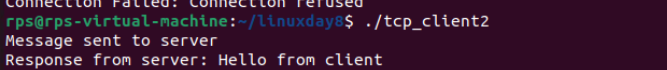 Connection Failed: Connection refused
rps@rps-virtual-machine:~/linuxday8$ ./tcp_client2
Message sent to server
Response from server: Hello from client